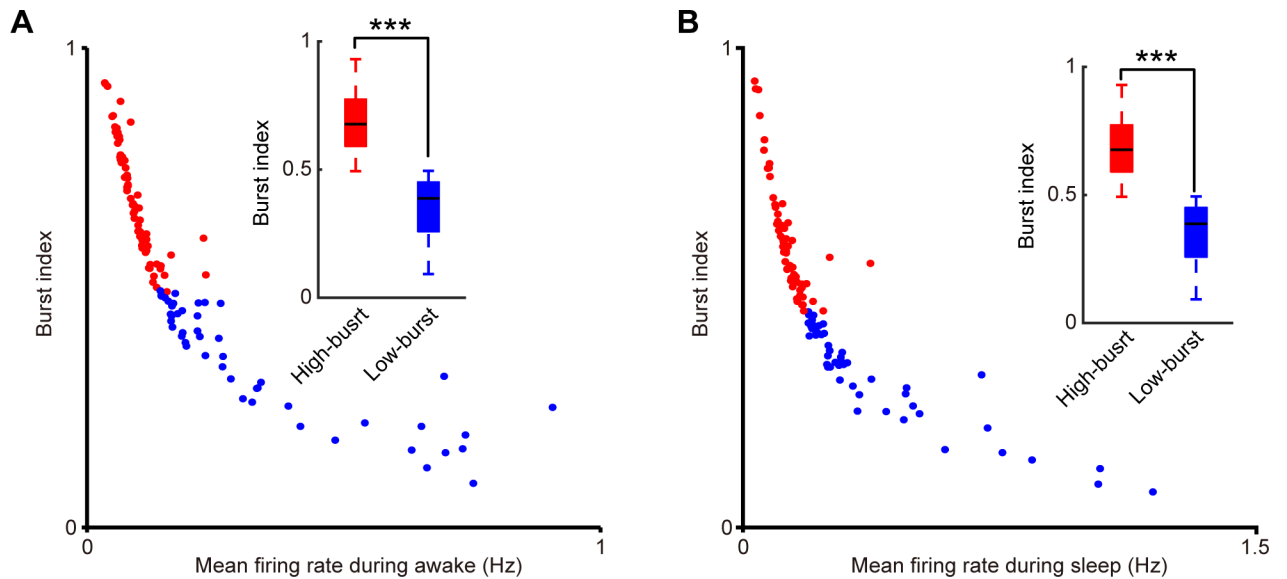 A
1
Burst index
0
0
1
Mean firing rate during awake (Hz)
***
1
0.5
0
Burst index
High-busrt
Low-burst
B
1
Burst index
0
0
1.5
Mean firing rate during sleep (Hz)
***
1
0.5
0
Burst index
High-busrt
Low-burst